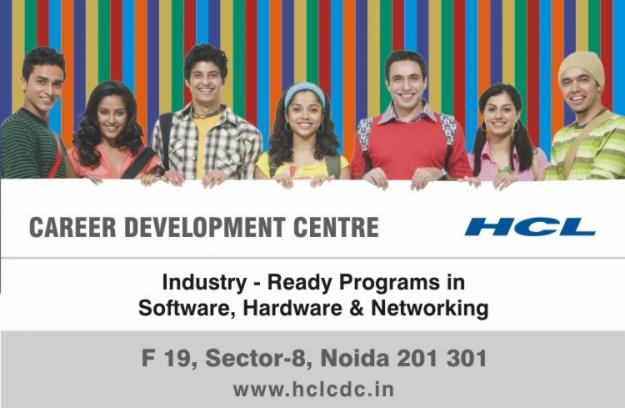 CAREER DEVELOPMENT CENTRE HCL
Industry - Ready Programs in
Software, Hardware & Networking
F 19, Sector-8, Noida 201 301
www.hclcdc.in